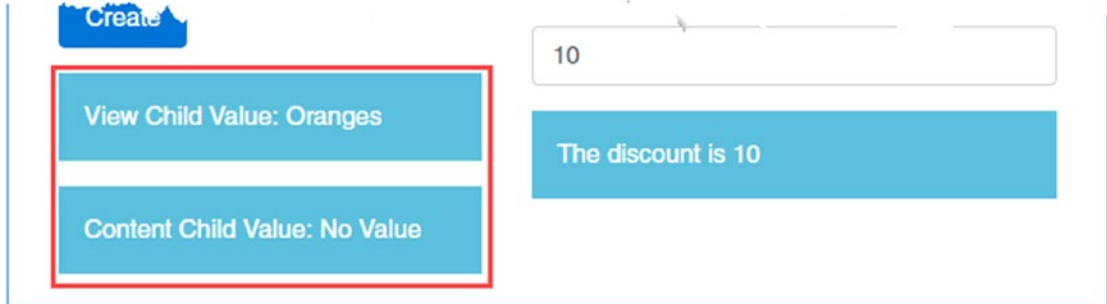 Create
View Child Value: Oranges
Content Child Value: No Value
10
The discount is 10